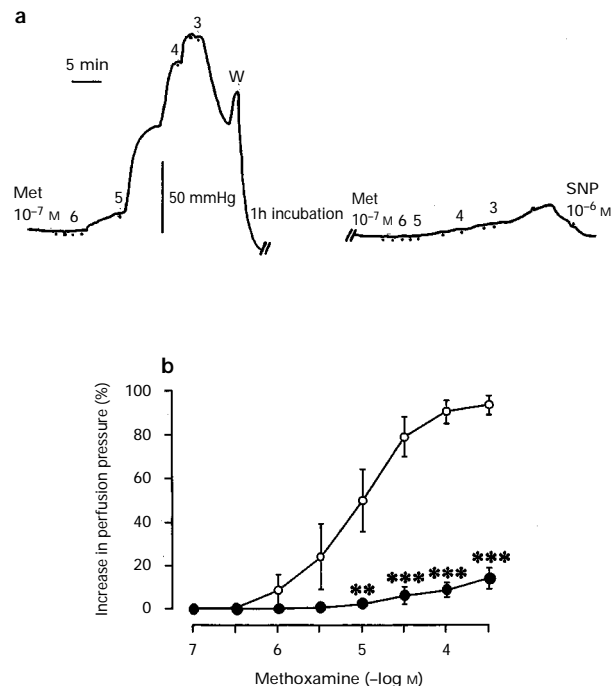 a
5 min
3
4
W
Met
10⁻⁷ M 6 5
50 mmHg
1h incubation
Met
10⁻⁷ M 6 5 4 3
SNP
10⁻⁶ M
b
Increase in perfusion pressure (%)
100
80
60
40
20
0
** *** *** ***
7 6 5 4
Methoxamine (–log M)